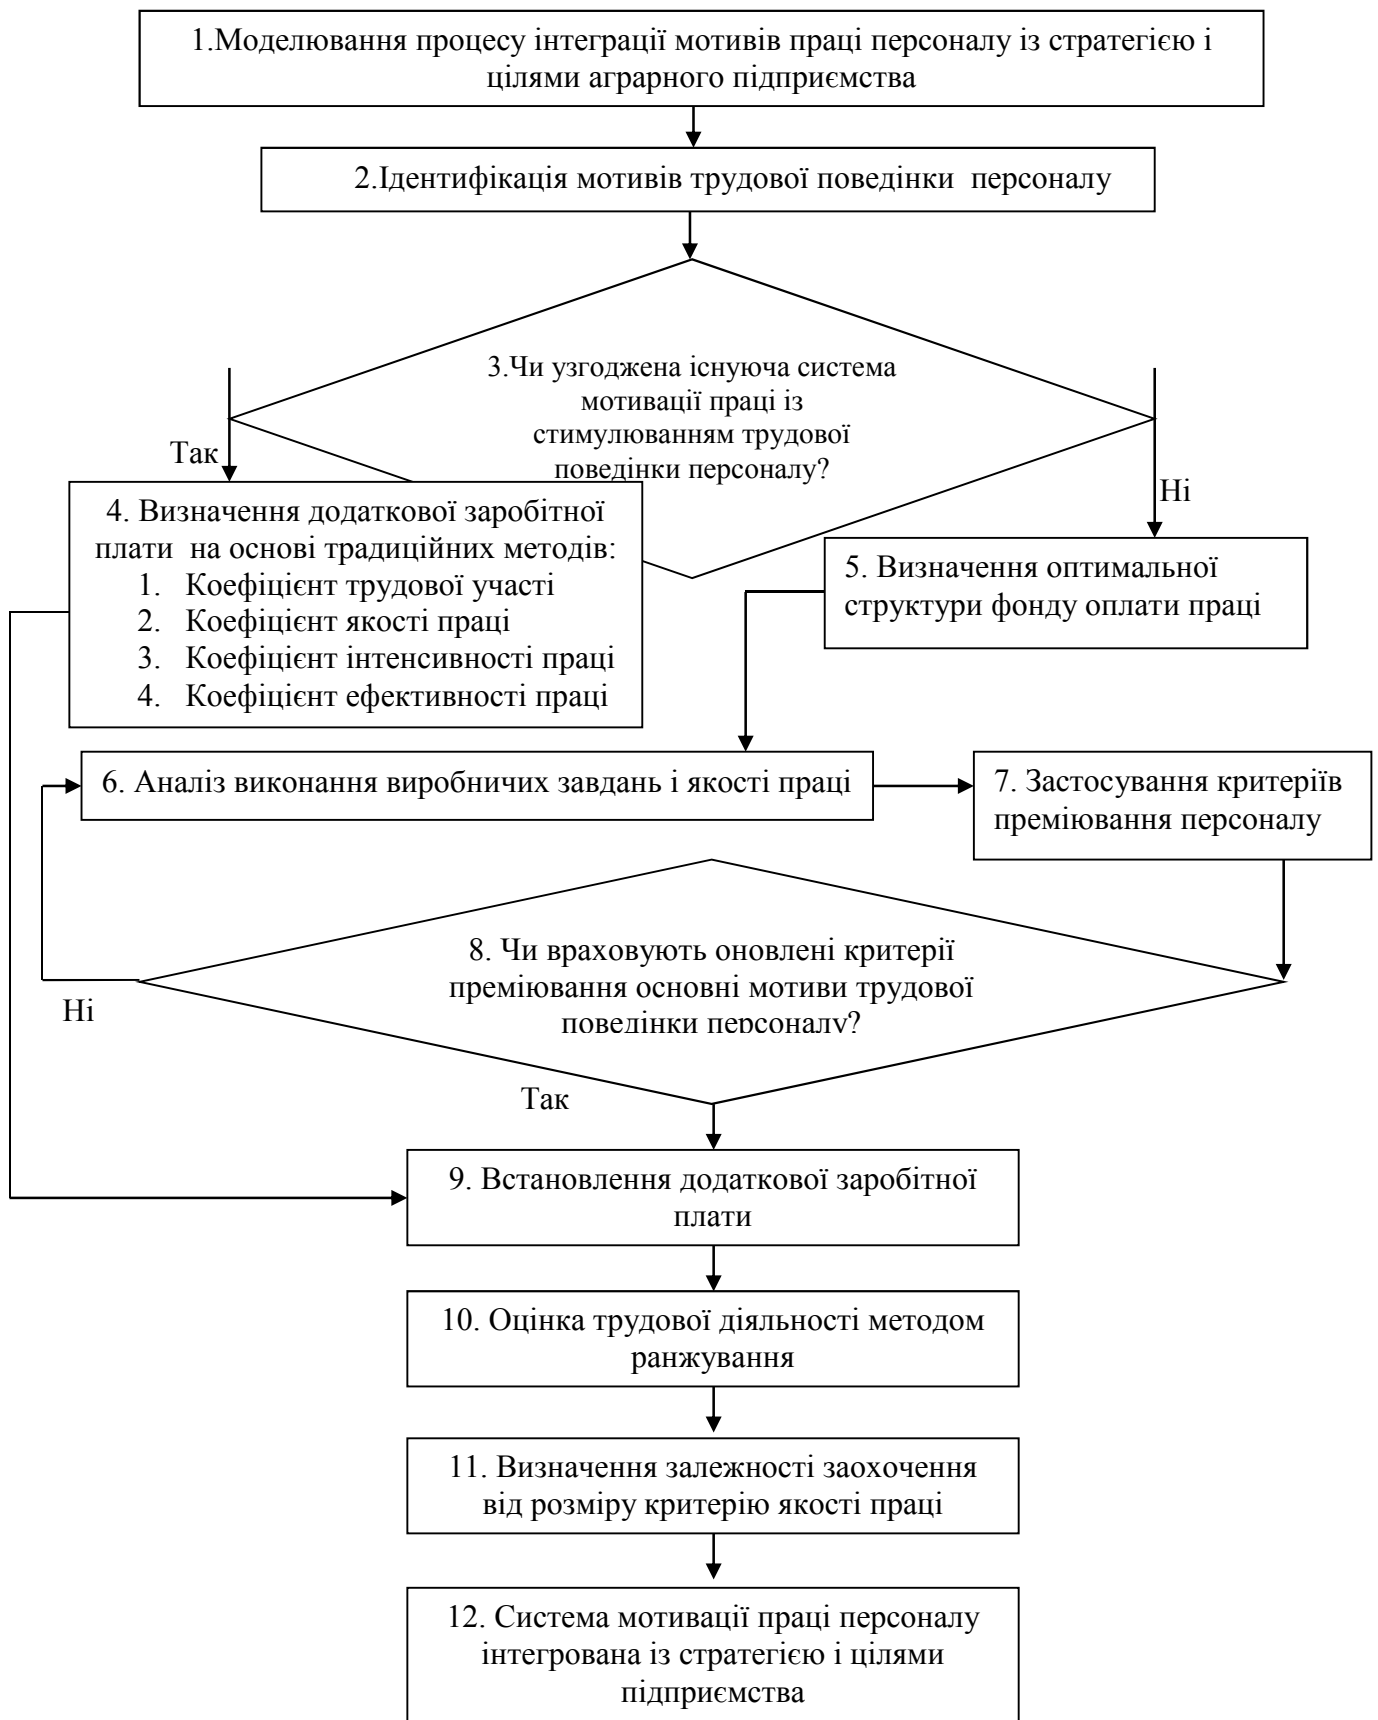 1.Моделювання процесу інтеграції мотивів праці персоналу із стратегією і
цілями аграрного підприємства
2.Ідентифікація мотивів трудової поведінки персоналу
3.Чи узгоджена існуюча система
мотивації праці із
стимулюванням трудової
поведінки персоналу?
Так
Ні
4. Визначення додаткової заробітної
плати на основі традиційних методів:
1. Коефіцієнт трудової участі
2. Коефіцієнт якості праці
3. Коефіцієнт інтенсивності праці
4. Коефіцієнт ефективності праці
5. Визначення оптимальної
структури фонду оплати праці
6. Аналіз виконання виробничих завдань і якості праці
7. Застосування критеріїв
преміювання персоналу
8. Чи враховують оновлені критерії
преміювання основні мотиви трудової
поведінки персоналу?
Ні
Так
9. Встановлення додаткової заробітної
плати
10. Оцінка трудової діяльності методом
ранжування
11. Визначення залежності заохочення
від розміру критерію якості праці
12. Система мотивації праці персоналу
інтегрована із стратегією і цілями
підприємства